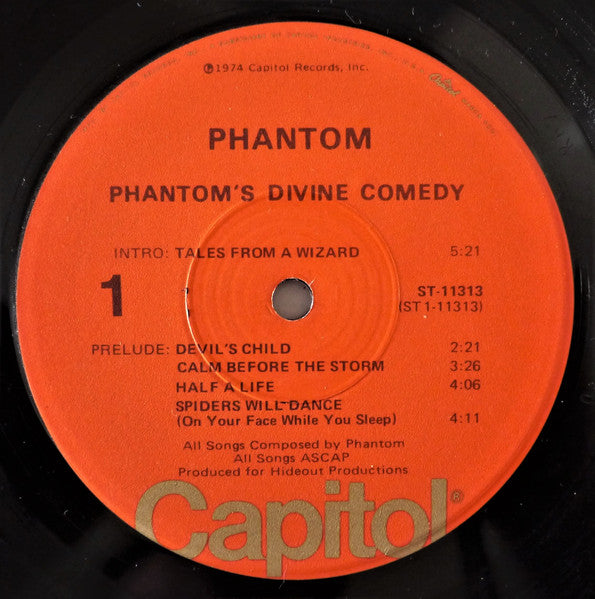 ℗1974 Capitol Records, Inc.
PHANTOM
PHANTOM'S DIVINE COMEDY
INTRO: TALES FROM A WIZARD 5:21
1
ST-11313
(ST 1-11313)
PRELUDE: DEVIL'S CHILD 2:21
CALM BEFORE THE STORM 3:26
HALF A LIFE 4:06
SPIDERS WILL DANCE
(On Your Face While You Sleep) 4:11
All Songs Composed by Phantom
All Songs ASCAP
Produced for Hideout Productions
Capitol®